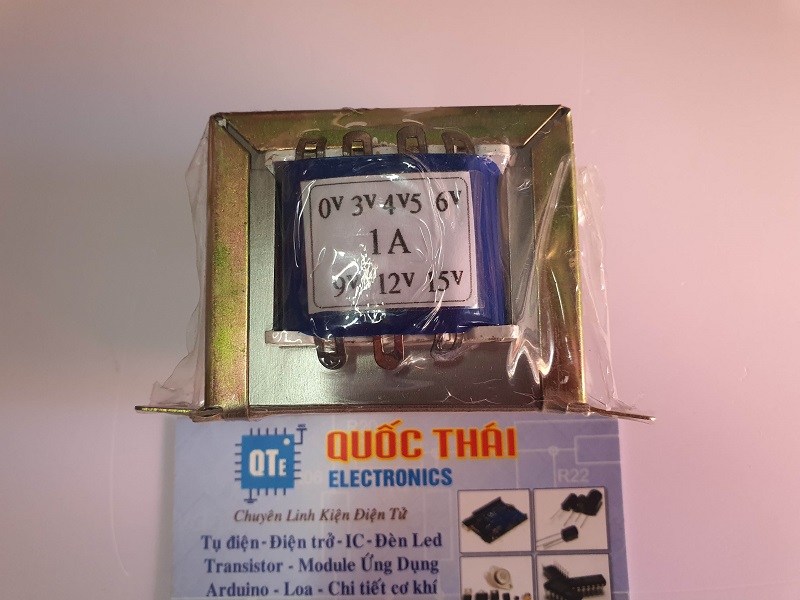 0V 3V 4V5 6V
1A
9V 12V 15V
QTE
QUỐC THÁI
ELECTRONICS
R22
Chuyên Linh Kiện Điện Tử
Tụ điện - Điện trở - IC - Đèn Led
Transistor - Module Ứng Dụng
Arduino - Loa - Chi tiết cơ khí